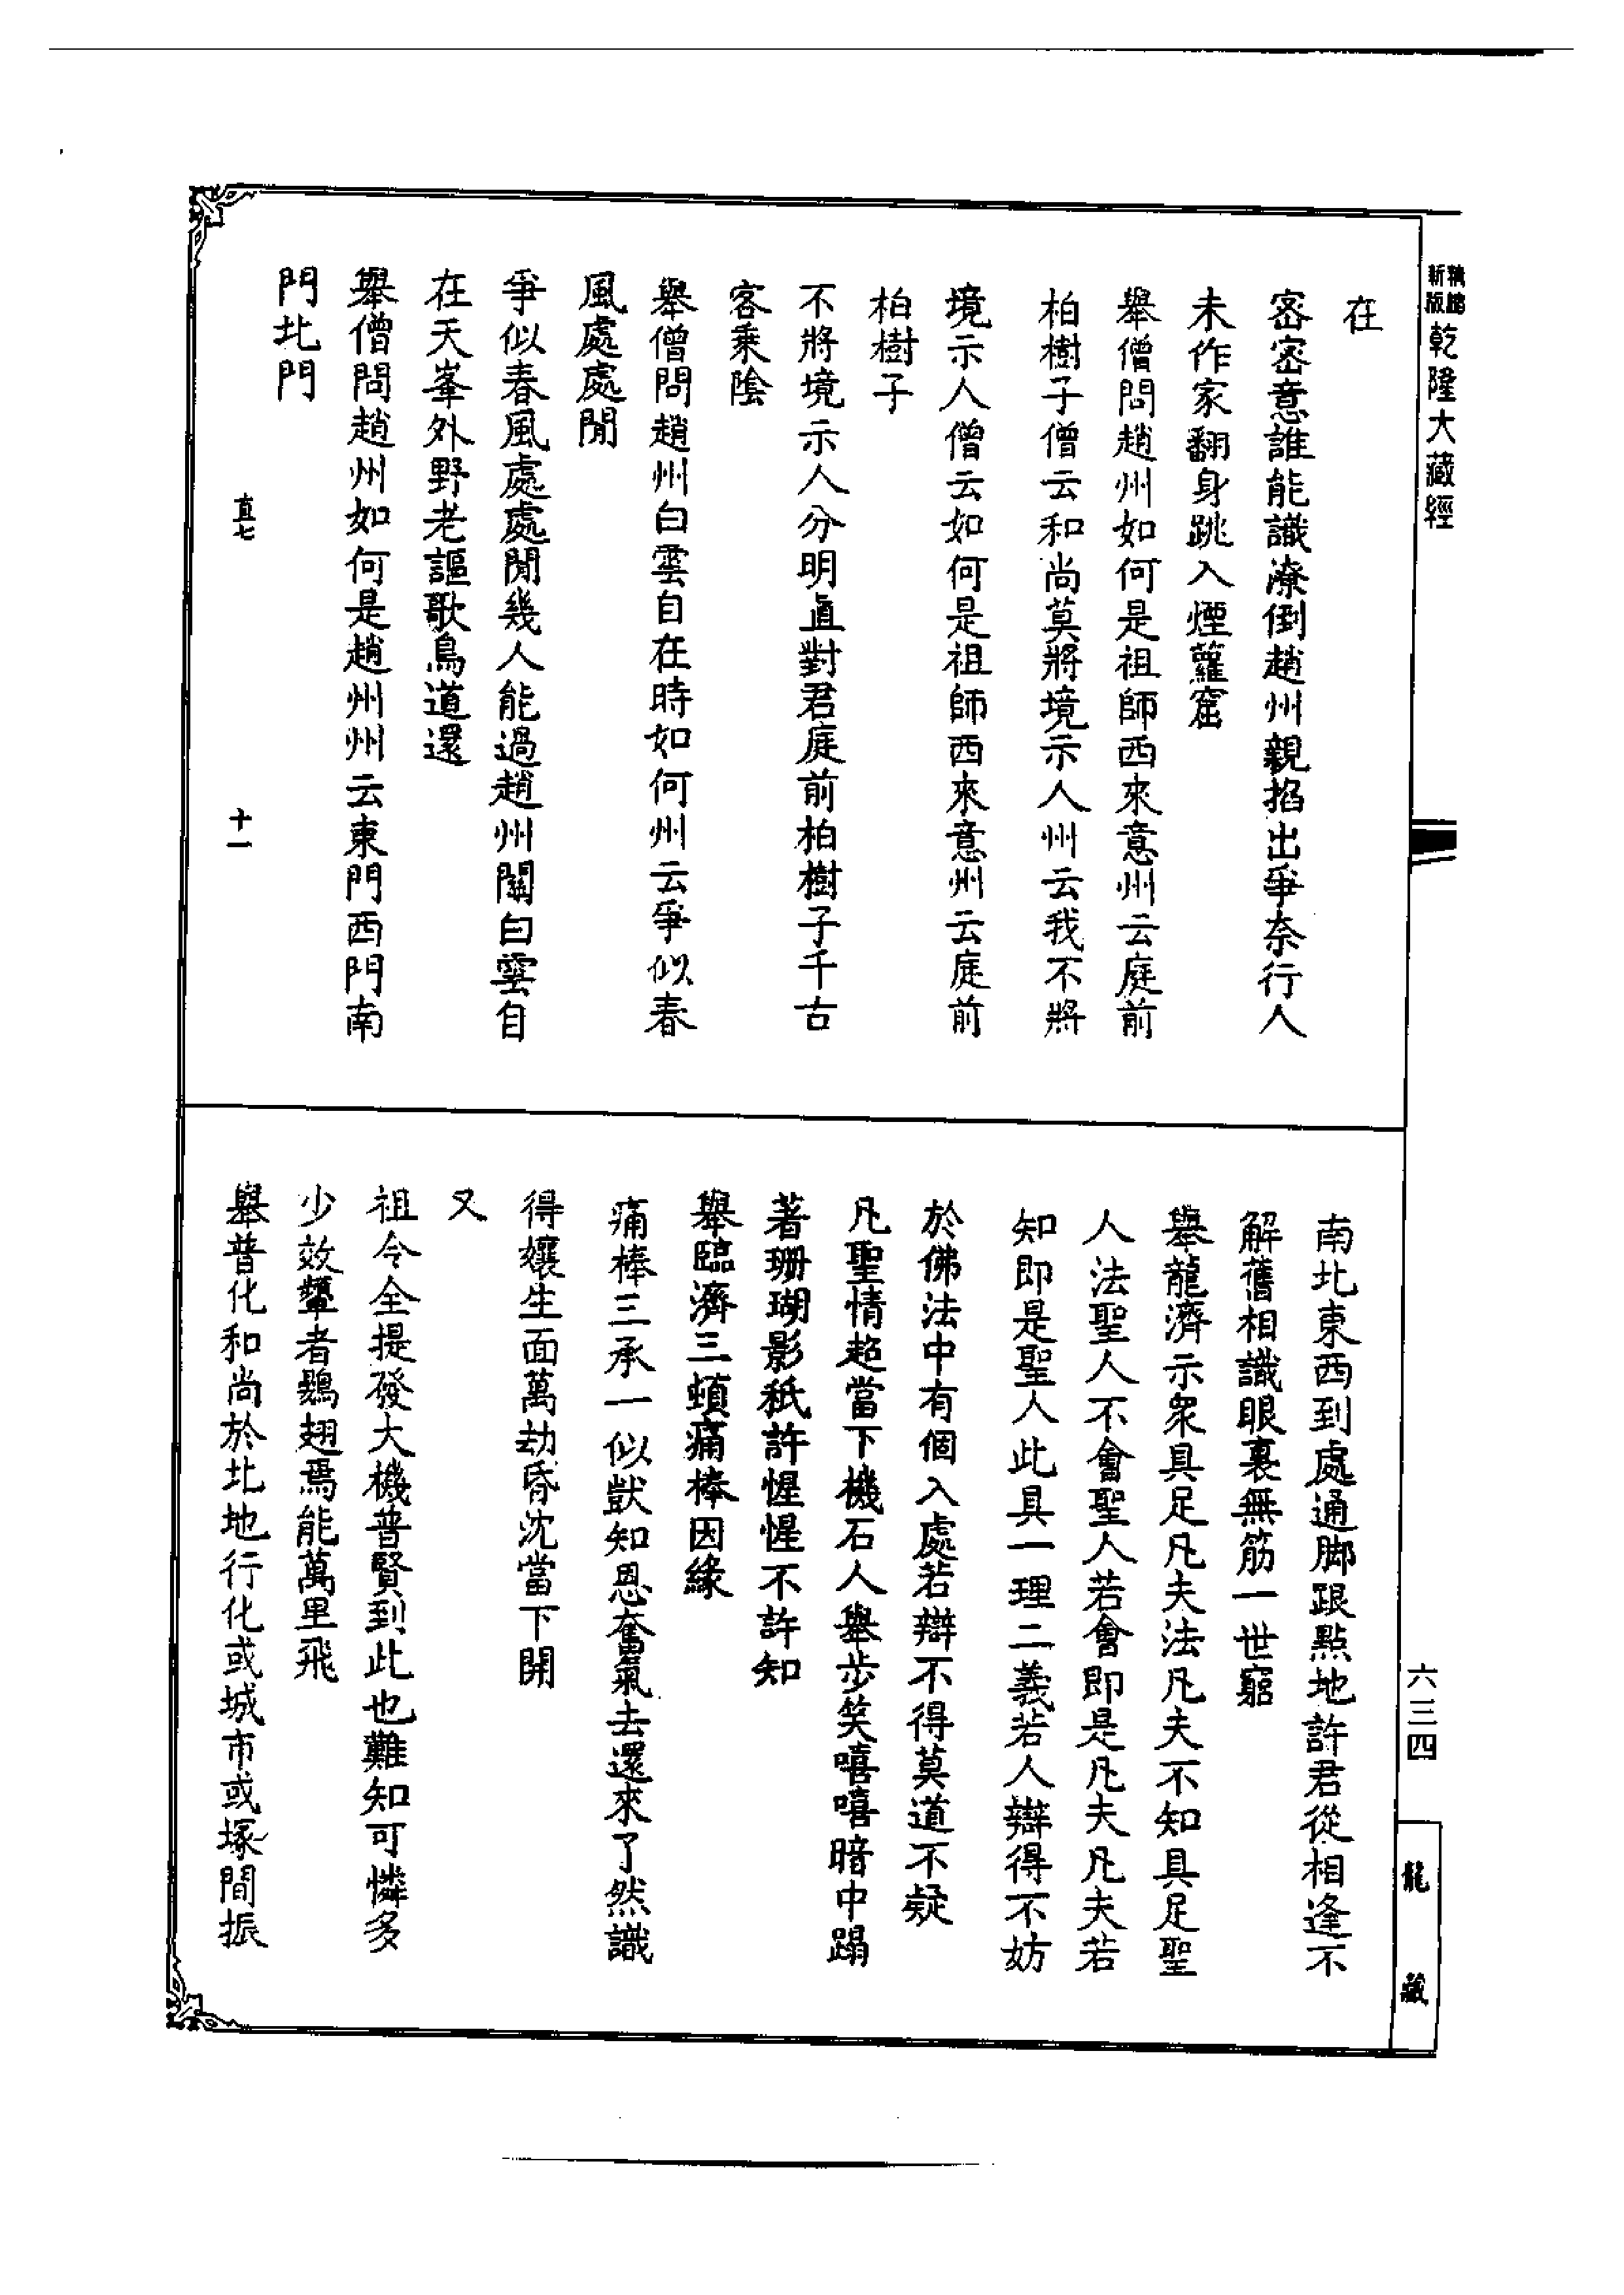 精縮
新版
乾隆大藏經
在
密密意誰能識潦倒趙州親掐出爭奈行人
未作家翻身跳入煙蘿窟
舉僧問趙州如何是祖師西來意州云庭前
柏樹子僧云和尚莫將境示人州云我不將
境示人僧云如何是祖師西來意州云庭前
柏樹子
不將境示人分明直對君庭前柏樹子千古
客乘陰
舉僧問趙州白雲自在時如何州云爭似春
風處處閒
爭似春風處處閒幾人能過趙州關白雲自
在天峯外野老謳歌鳥道還
舉僧問趙州如何是趙州州云東門西門南
門北門
真七
十一
南北東西到處通脚跟點地許君從相逢不
解舊相識眼裏無筋一世窮
舉龍濟示衆具足凡夫法凡夫不知具足聖
人法聖人不會聖人若會即是凡夫凡夫若
知即是聖人此具一理二義若人辯得不妨
於佛法中有個入處若辯不得莫道不疑
凡聖情超當下機石人舉步笑嘻嘻暗中蹋
著珊瑚影秖許惺惺不許知
舉臨濟三頓痛棒因緣
痛棒三承一似獃知恩奮氣去還來了然識
得孃生面萬劫昏沈當下開
又
祖令全提發大機普賢到此也難知可憐多
少效顰者鷃翅焉能萬里飛
舉普化和尚於北地行化或城市或塚間振
六三四
龍藏